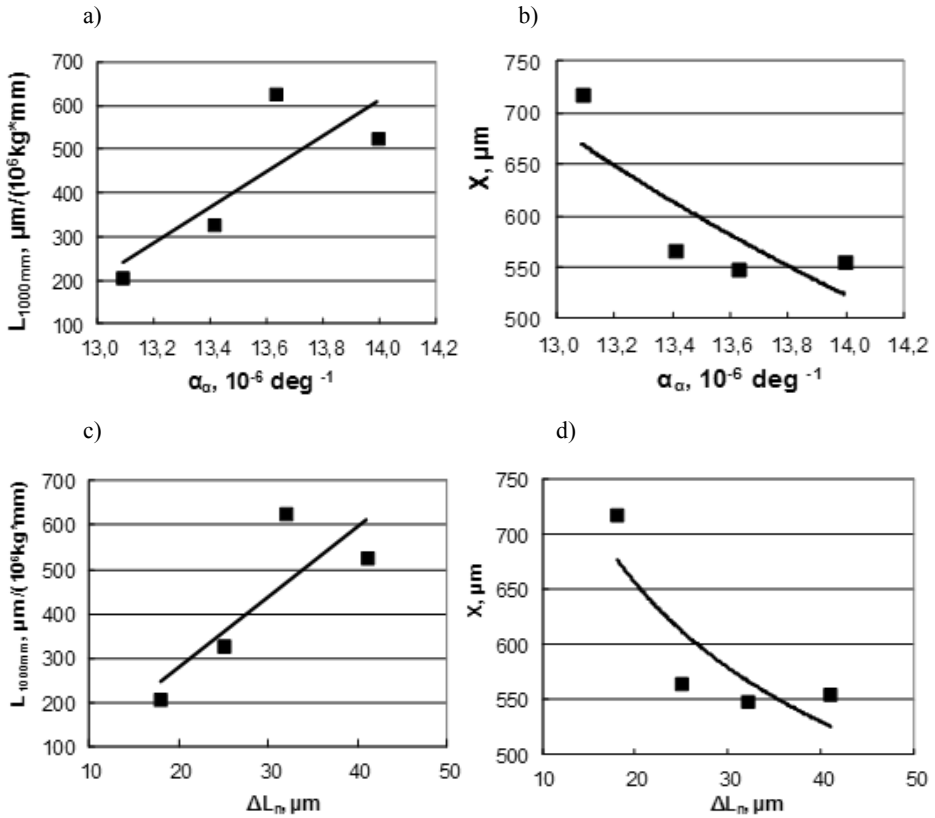 a)
700
600
500
400
300
200
100
L1000mm, µm/(10⁶kg*mm)
13,0 13,2 13,4 13,6 13,8 14,0 14,2
αα, 10⁻⁶ deg ⁻¹
b)
750
700
650
600
550
500
X, µm
13,0 13,2 13,4 13,6 13,8 14,0 14,2
αα, 10⁻⁶ deg ⁻¹
c)
700
600
500
400
300
200
100
L1000mm, µm/(10⁶kg*mm)
10 20 30 40 50
ΔLп, µm
d)
750
700
650
600
550
500
X, µm
10 20 30 40 50
ΔLп, µm